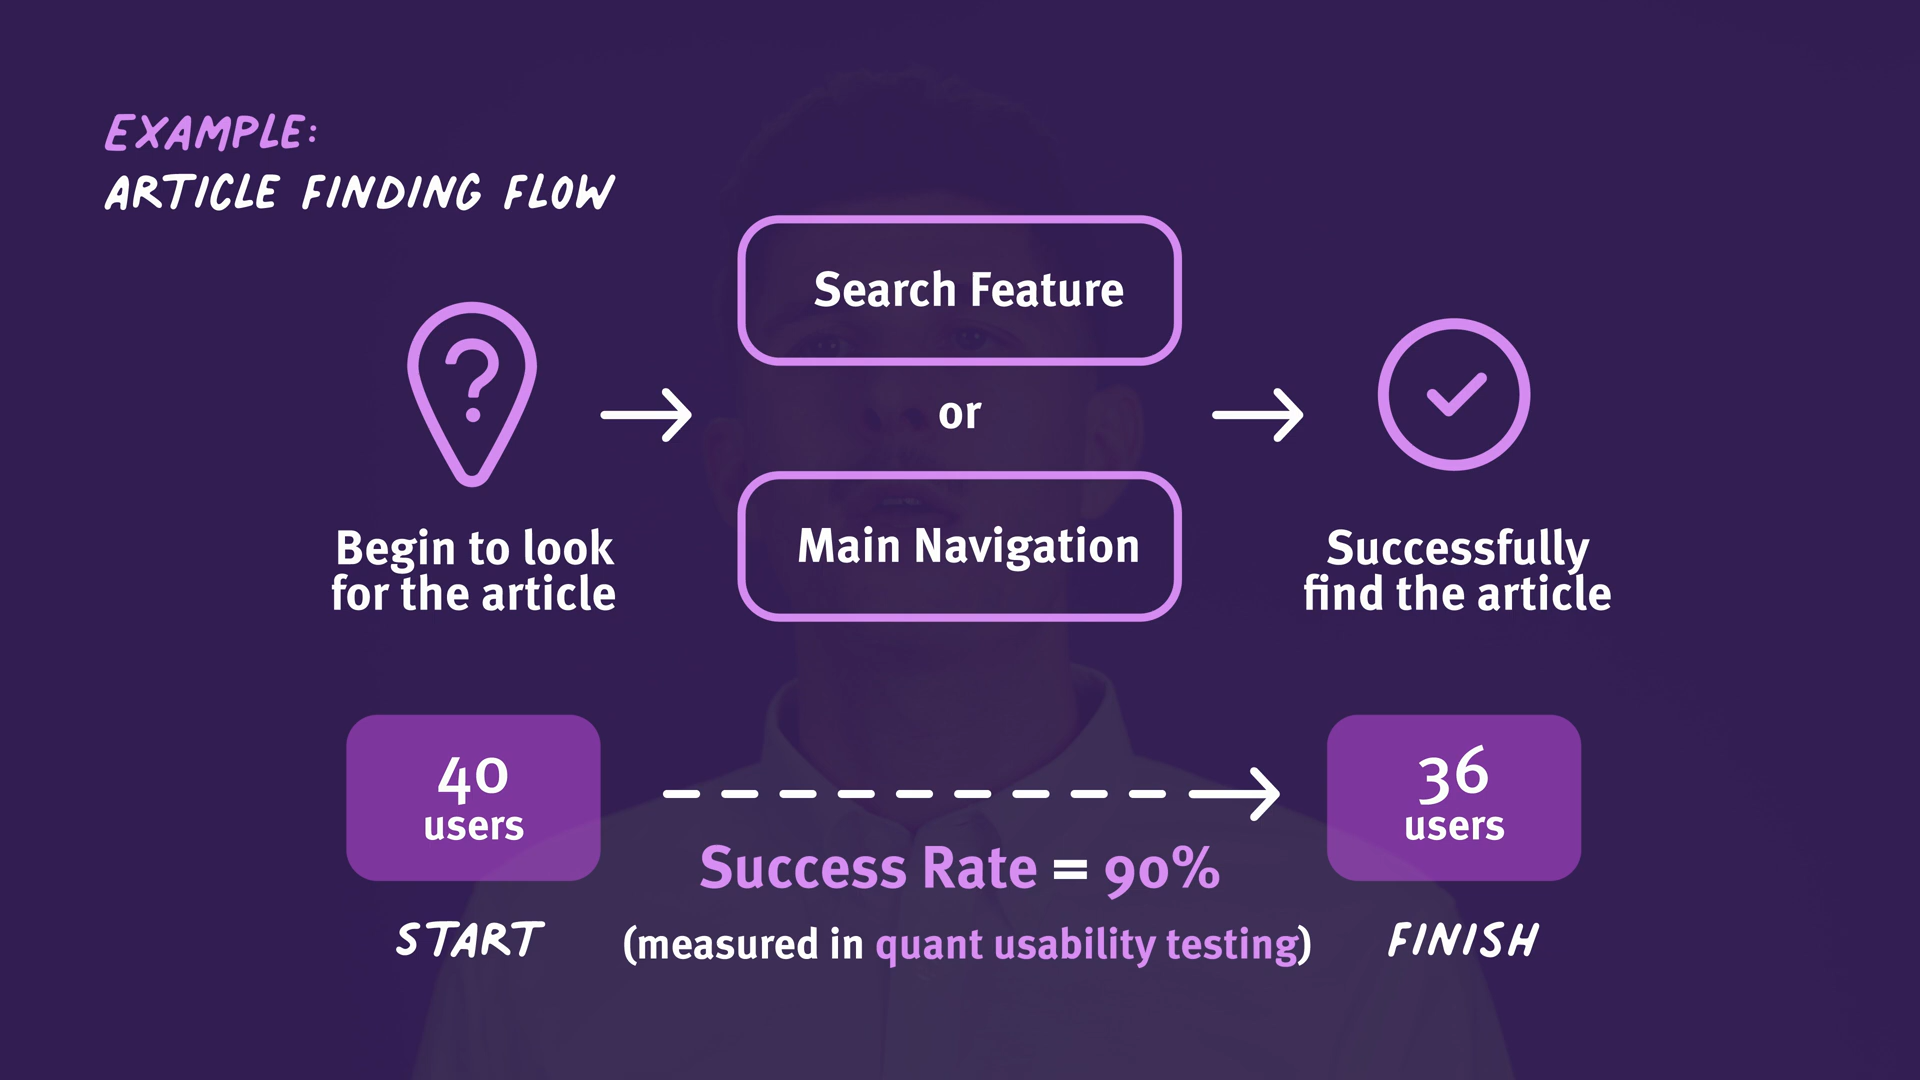 EXAMPLE:
ARTICLE FINDING FLOW
Search Feature
or
Main Navigation
Begin to look
for the article
Successfully
find the article
40
users
START
Success Rate = 90%
(measured in quant usability testing)
36
users
FINISH